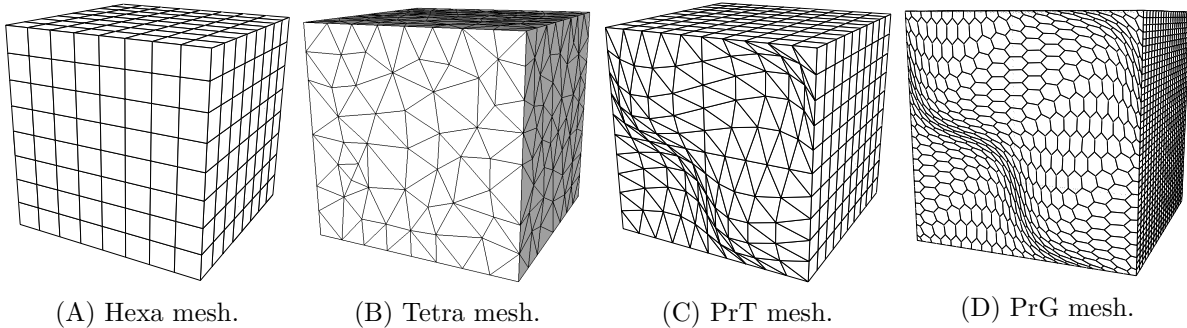 (A) Hexa mesh.
(B) Tetra mesh.
(C) PrT mesh.
(D) PrG mesh.